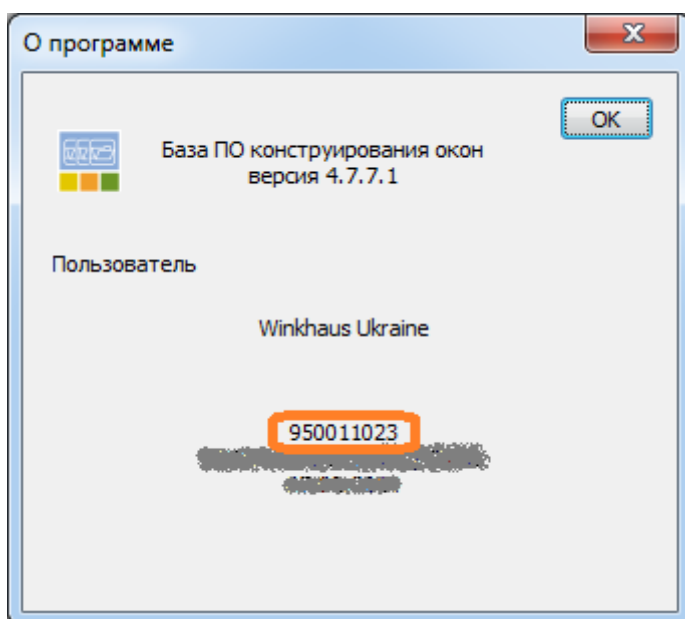 О программе
OK
База ПО конструирования окон
версия 4.7.7.1
Пользователь
Winkhaus Ukraine
950011023